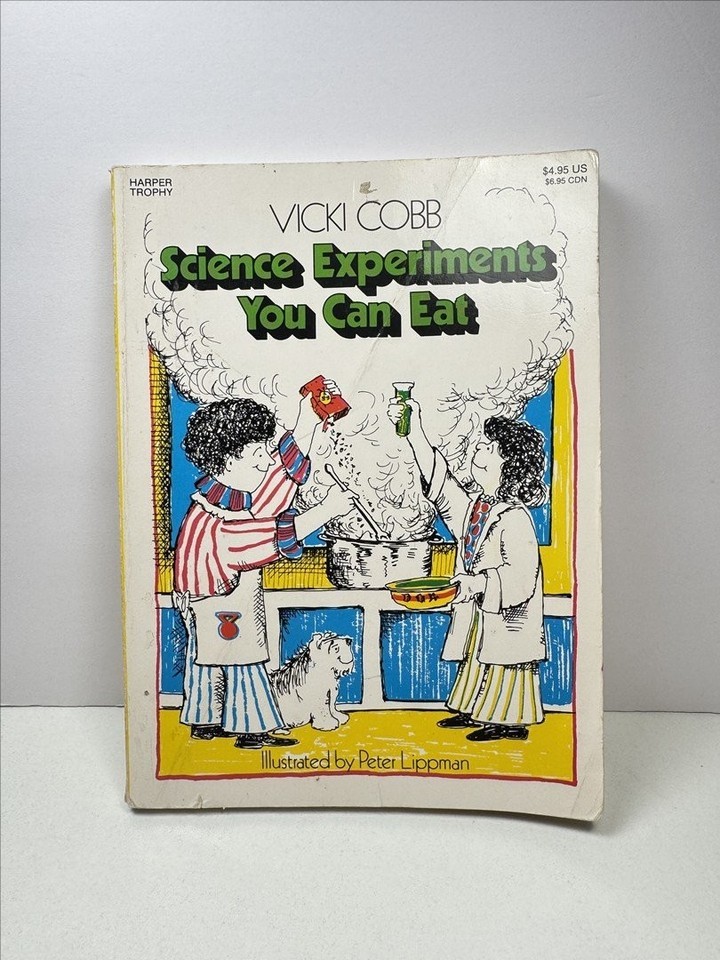 HARPER
TROPHY
$4.95 US
$6.95 CDN
VICKI COBB
Science Experiments
You Can Eat
DOG
Illustrated by Peter Lippman